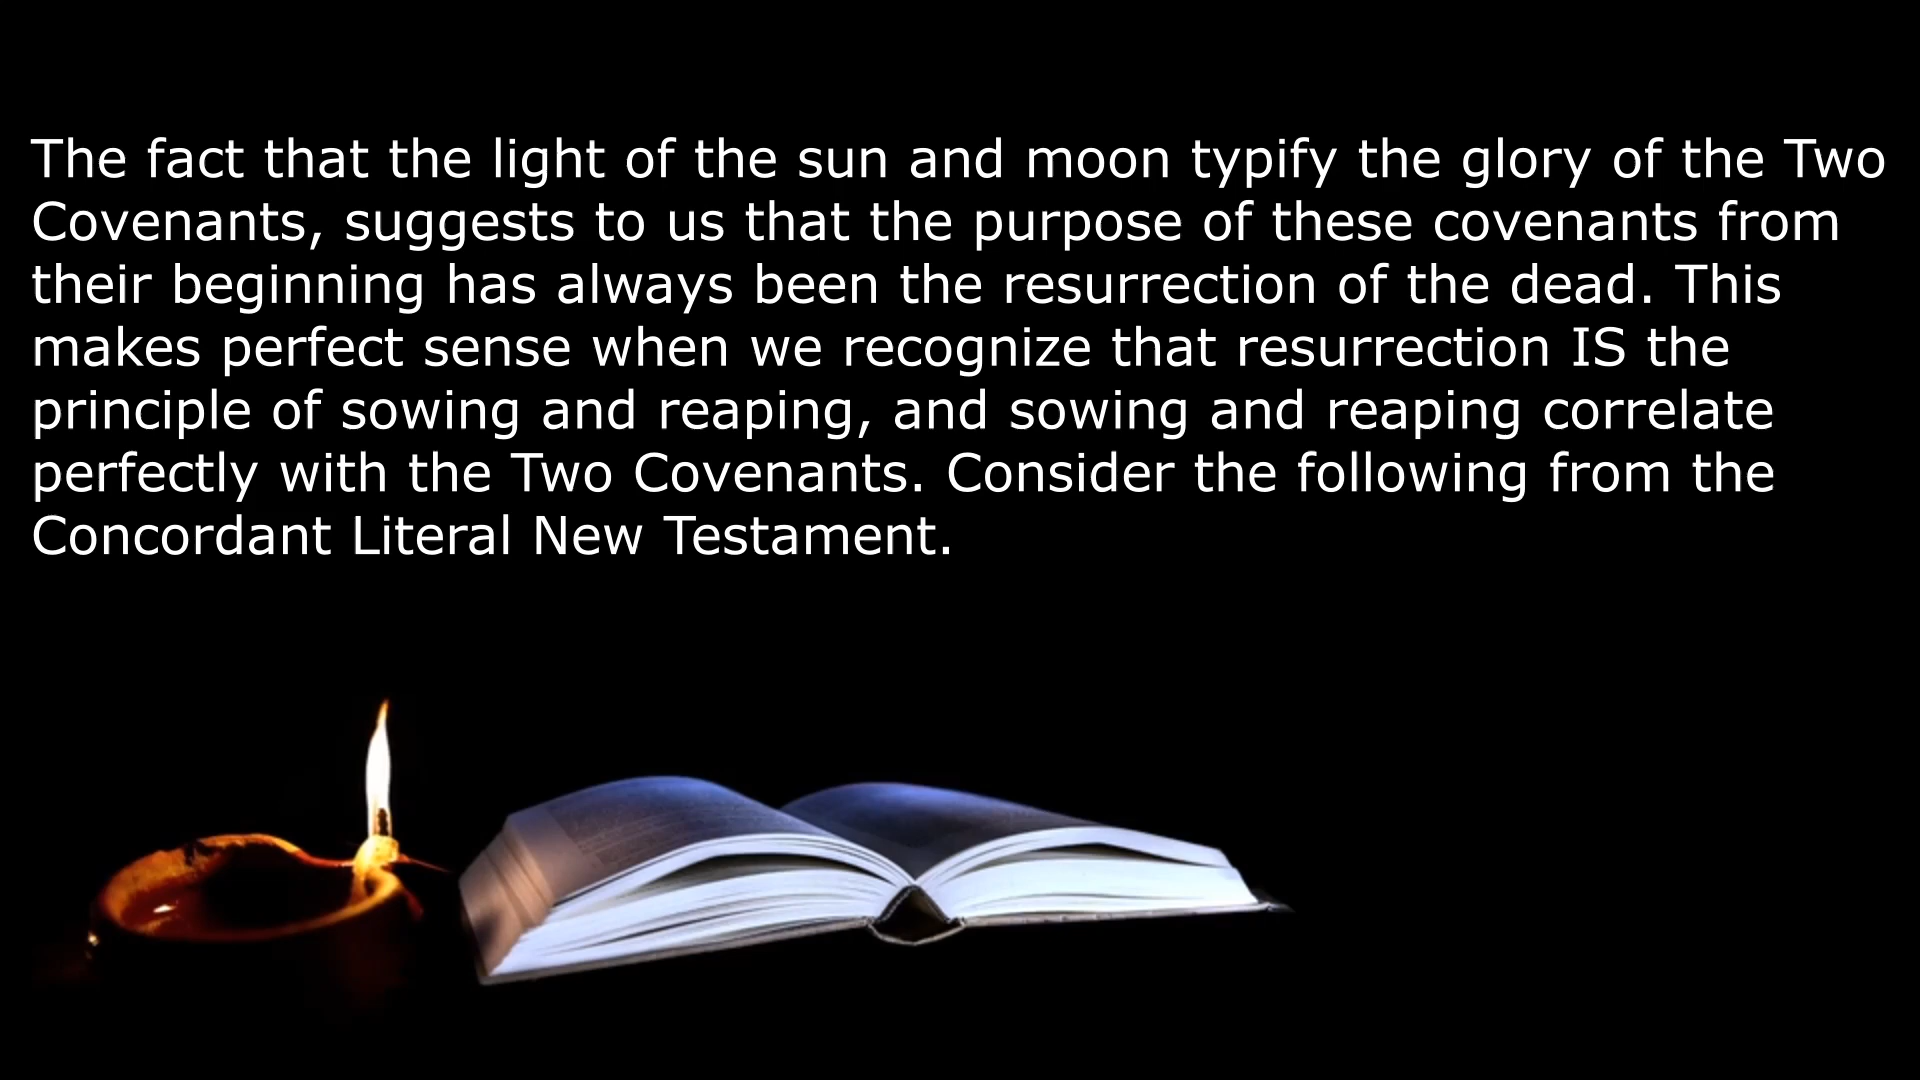 The fact that the light of the sun and moon typify the glory of the Two
Covenants, suggests to us that the purpose of these covenants from
their beginning has always been the resurrection of the dead. This
makes perfect sense when we recognize that resurrection IS the
principle of sowing and reaping, and sowing and reaping correlate
perfectly with the Two Covenants. Consider the following from the
Concordant Literal New Testament.